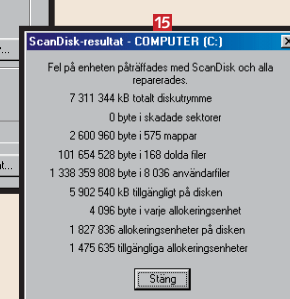 15
ScanDisk-resultat - COMPUTER (C:)
Fel på enheten påträffades med ScanDisk och alla
reparerades.
7 311 344 kB totalt diskutrymme
0 byte i skadade sektorer
2 600 960 byte i 575 mappar
101 654 528 byte i 168 dolda filer
1 338 359 808 byte i 8 036 användarfiler
5 902 540 kB tillgängligt på disken
4 096 byte i varje allokeringsenhet
1 827 836 allokeringsenheter på disken
1 475 635 tillgängliga allokeringsenheter
Stäng